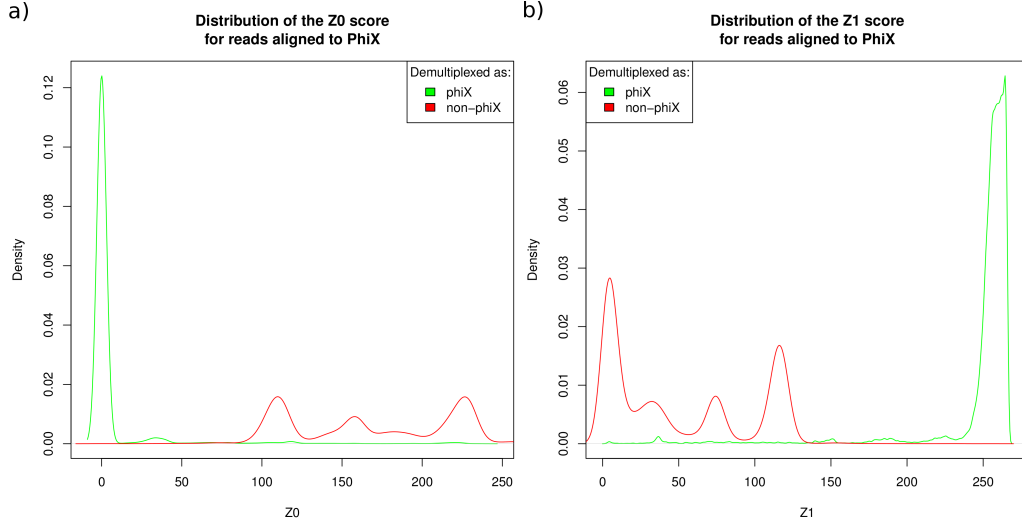 a)
Distribution of the Z0 score
for reads aligned to PhiX
Demultiplexed as:
phiX
non−phiX
0.00
0.02
0.04
0.06
0.08
0.10
0.12
Density
0
50
100
150
200
250
Z0
b)
Distribution of the Z1 score
for reads aligned to PhiX
Demultiplexed as:
phiX
non−phiX
0.00
0.01
0.02
0.03
0.04
0.05
0.06
Density
0
50
100
150
200
250
Z1